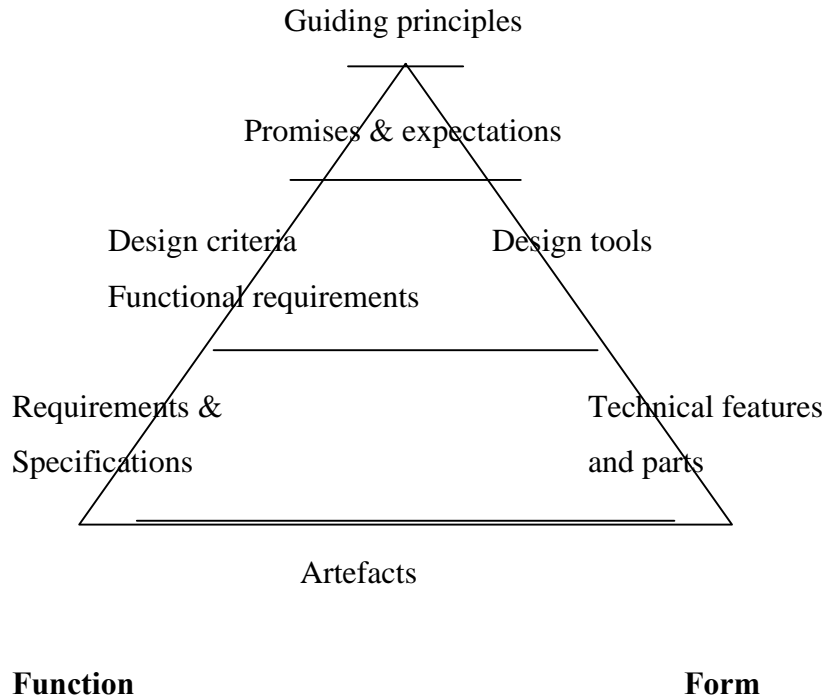 Guiding principles
Promises & expectations
Design criteria
Design tools
Functional requirements
Requirements &
Technical features
Specifications
and parts
Artefacts
Function
Form